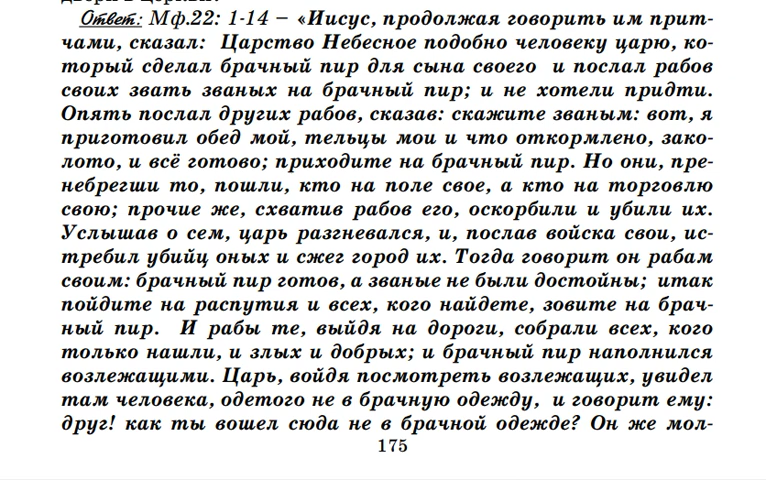 Ответ: Мф.22: 1-14 – «Иисус, продолжая говорить им прит-
чами, сказал: Царство Небесное подобно человеку царю, ко-
торый сделал брачный пир для сына своего и послал рабов
своих звать званых на брачный пир; и не хотели придти.
Опять послал других рабов, сказав: скажите званым: вот, я
приготовил обед мой, тельцы мои и что откормлено, зако-
лото, и всё готово; приходите на брачный пир. Но они, пре-
небрегши то, пошли, кто на поле свое, а кто на торговлю
свою; прочие же, схватив рабов его, оскорбили и убили их.
Услышав о сем, царь разгневался, и, послав войска свои, ис-
требил убийц оных и сжег город их. Тогда говорит он рабам
своим: брачный пир готов, а званые не были достойны; итак
пойдите на распутия и всех, кого найдете, зовите на брач-
ный пир. И рабы те, выйдя на дороги, собрали всех, кого
только нашли, и злых и добрых; и брачный пир наполнился
возлежащими. Царь, войдя посмотреть возлежащих, увидел
там человека, одетого не в брачную одежду, и говорит ему:
друг! как ты вошел сюда не в брачной одежде? Он же мол-
175